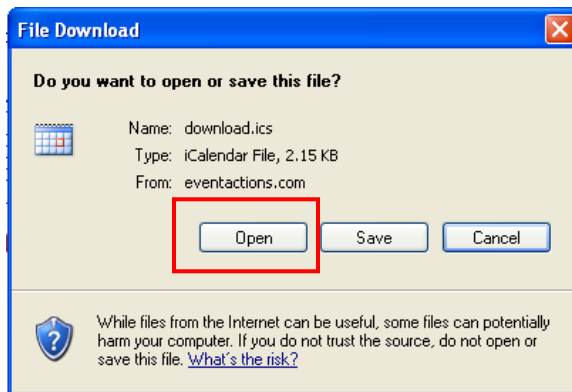 File Download
Do you want to open or save this file?
Name: download.ics
Type: iCalendar File, 2.15 KB
From: eventactions.com
Open Save Cancel
While files from the Internet can be useful, some files can potentially
harm your computer. If you do not trust the source, do not open or
save this file. What's the risk?